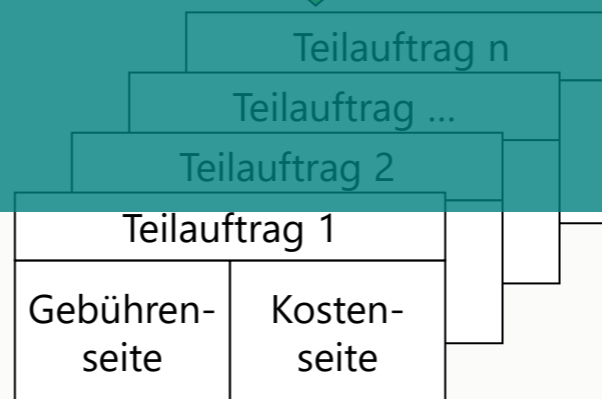 Teilauftrag n
Teilauftrag ...
Teilauftrag 2
Teilauftrag 1
Gebühren-
seite
Kosten-
seite